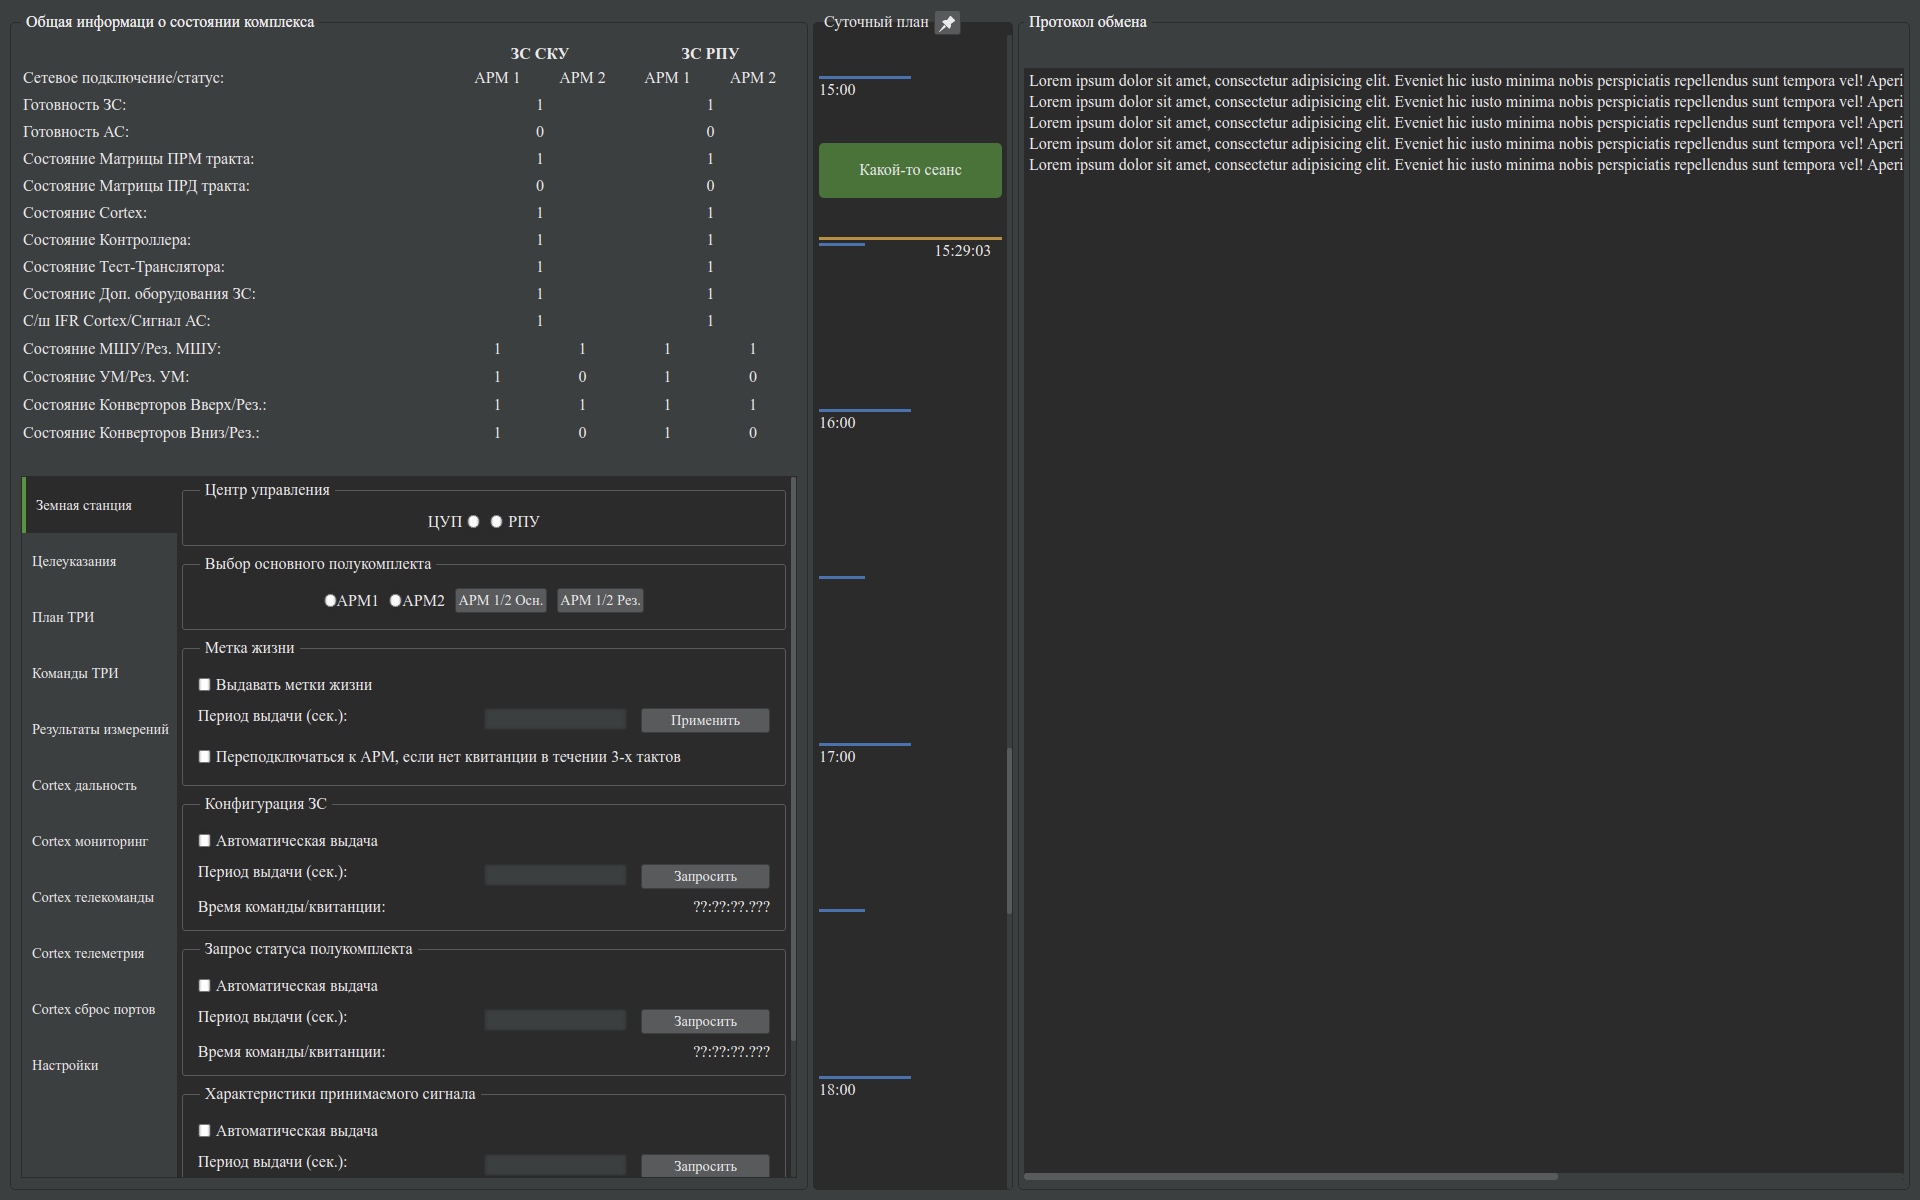 Общая информаци о состоянии комплекса
ЗС СКУ ЗС РПУ
Сетевое подключение/статус: АРМ 1 АРМ 2 АРМ 1 АРМ 2
Готовность ЗС: 1 1
Готовность АС: 0 0
Состояние Матрицы ПРМ тракта: 1 1
Состояние Матрицы ПРД тракта: 0 0
Состояние Cortex: 1 1
Состояние Контроллера: 1 1
Состояние Тест-Транслятора: 1 1
Состояние Доп. оборудования ЗС: 1 1
С/ш IFR Cortex/Сигнал АС: 1 1
Состояние МШУ/Рез. МШУ: 1 1 1 1
Состояние УМ/Рез. УМ: 1 0 1 0
Состояние Конверторов Вверх/Рез.: 1 1 1 1
Состояние Конверторов Вниз/Рез.: 1 0 1 0
Земная станция
Целеуказания
План ТРИ
Команды ТРИ
Результаты измерений
Cortex дальность
Cortex мониторинг
Cortex телекоманды
Cortex телеметрия
Cortex сброс портов
Настройки
Центр управления
ЦУП РПУ
Выбор основного полукомплекта
АРМ1 АРМ2 АРМ 1/2 Осн. АРМ 1/2 Рез.
Метка жизни
Выдавать метки жизни
Период выдачи (сек.): Применить
Переподключаться к АРМ, если нет квитанции в течении 3-х тактов
Конфигурация ЗС
Автоматическая выдача
Период выдачи (сек.): Запросить
Время команды/квитанции: ??:??:??.???
Запрос статуса полукомплекта
Автоматическая выдача
Период выдачи (сек.): Запросить
Время команды/квитанции: ??:??:??.???
Характеристики принимаемого сигнала
Автоматическая выдача
Период выдачи (сек.): Запросить
Суточный план
15:00
Какой-то сеанс
15:29:03
16:00
17:00
18:00
Протокол обмена
Lorem ipsum dolor sit amet, consectetur adipisicing elit. Eveniet hic iusto minima nobis perspiciatis repellendus sunt tempora vel! Aperi
Lorem ipsum dolor sit amet, consectetur adipisicing elit. Eveniet hic iusto minima nobis perspiciatis repellendus sunt tempora vel! Aperi
Lorem ipsum dolor sit amet, consectetur adipisicing elit. Eveniet hic iusto minima nobis perspiciatis repellendus sunt tempora vel! Aperi
Lorem ipsum dolor sit amet, consectetur adipisicing elit. Eveniet hic iusto minima nobis perspiciatis repellendus sunt tempora vel! Aperi
Lorem ipsum dolor sit amet, consectetur adipisicing elit. Eveniet hic iusto minima nobis perspiciatis repellendus sunt tempora vel! Aperi